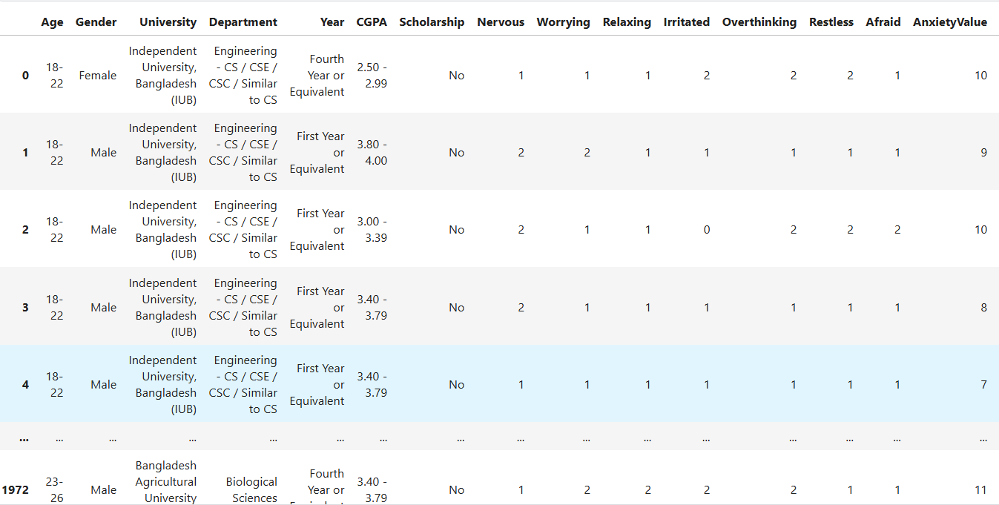 Age Gender University Department Year CGPA Scholarship Nervous Worrying Relaxing Irritated Overthinking Restless Afraid AnxietyValue
0 18-22 Female Independent University, Bangladesh (IUB) Engineering - CS / CSE / CSC / Similar to CS Fourth Year or Equivalent 2.50 - 2.99 No 1 1 1 2 2 2 1 10
1 18-22 Male Independent University, Bangladesh (IUB) Engineering - CS / CSE / CSC / Similar to CS First Year or Equivalent 3.80 - 4.00 No 2 2 1 1 1 1 1 9
2 18-22 Male Independent University, Bangladesh (IUB) Engineering - CS / CSE / CSC / Similar to CS First Year or Equivalent 3.00 - 3.39 No 2 1 1 0 2 2 2 10
3 18-22 Male Independent University, Bangladesh (IUB) Engineering - CS / CSE / CSC / Similar to CS First Year or Equivalent 3.40 - 3.79 No 2 1 1 1 1 1 1 8
4 18-22 Male Independent University, Bangladesh (IUB) Engineering - CS / CSE / CSC / Similar to CS First Year or Equivalent 3.40 - 3.79 No 1 1 1 1 1 1 1 7
... ... ... ... ... ... ... ... ... ... ... ... ... ... ... ...
1972 23-26 Male Bangladesh Agricultural University Biological Sciences Fourth Year or 3.40 - 3.79 No 1 2 2 2 2 1 1 11